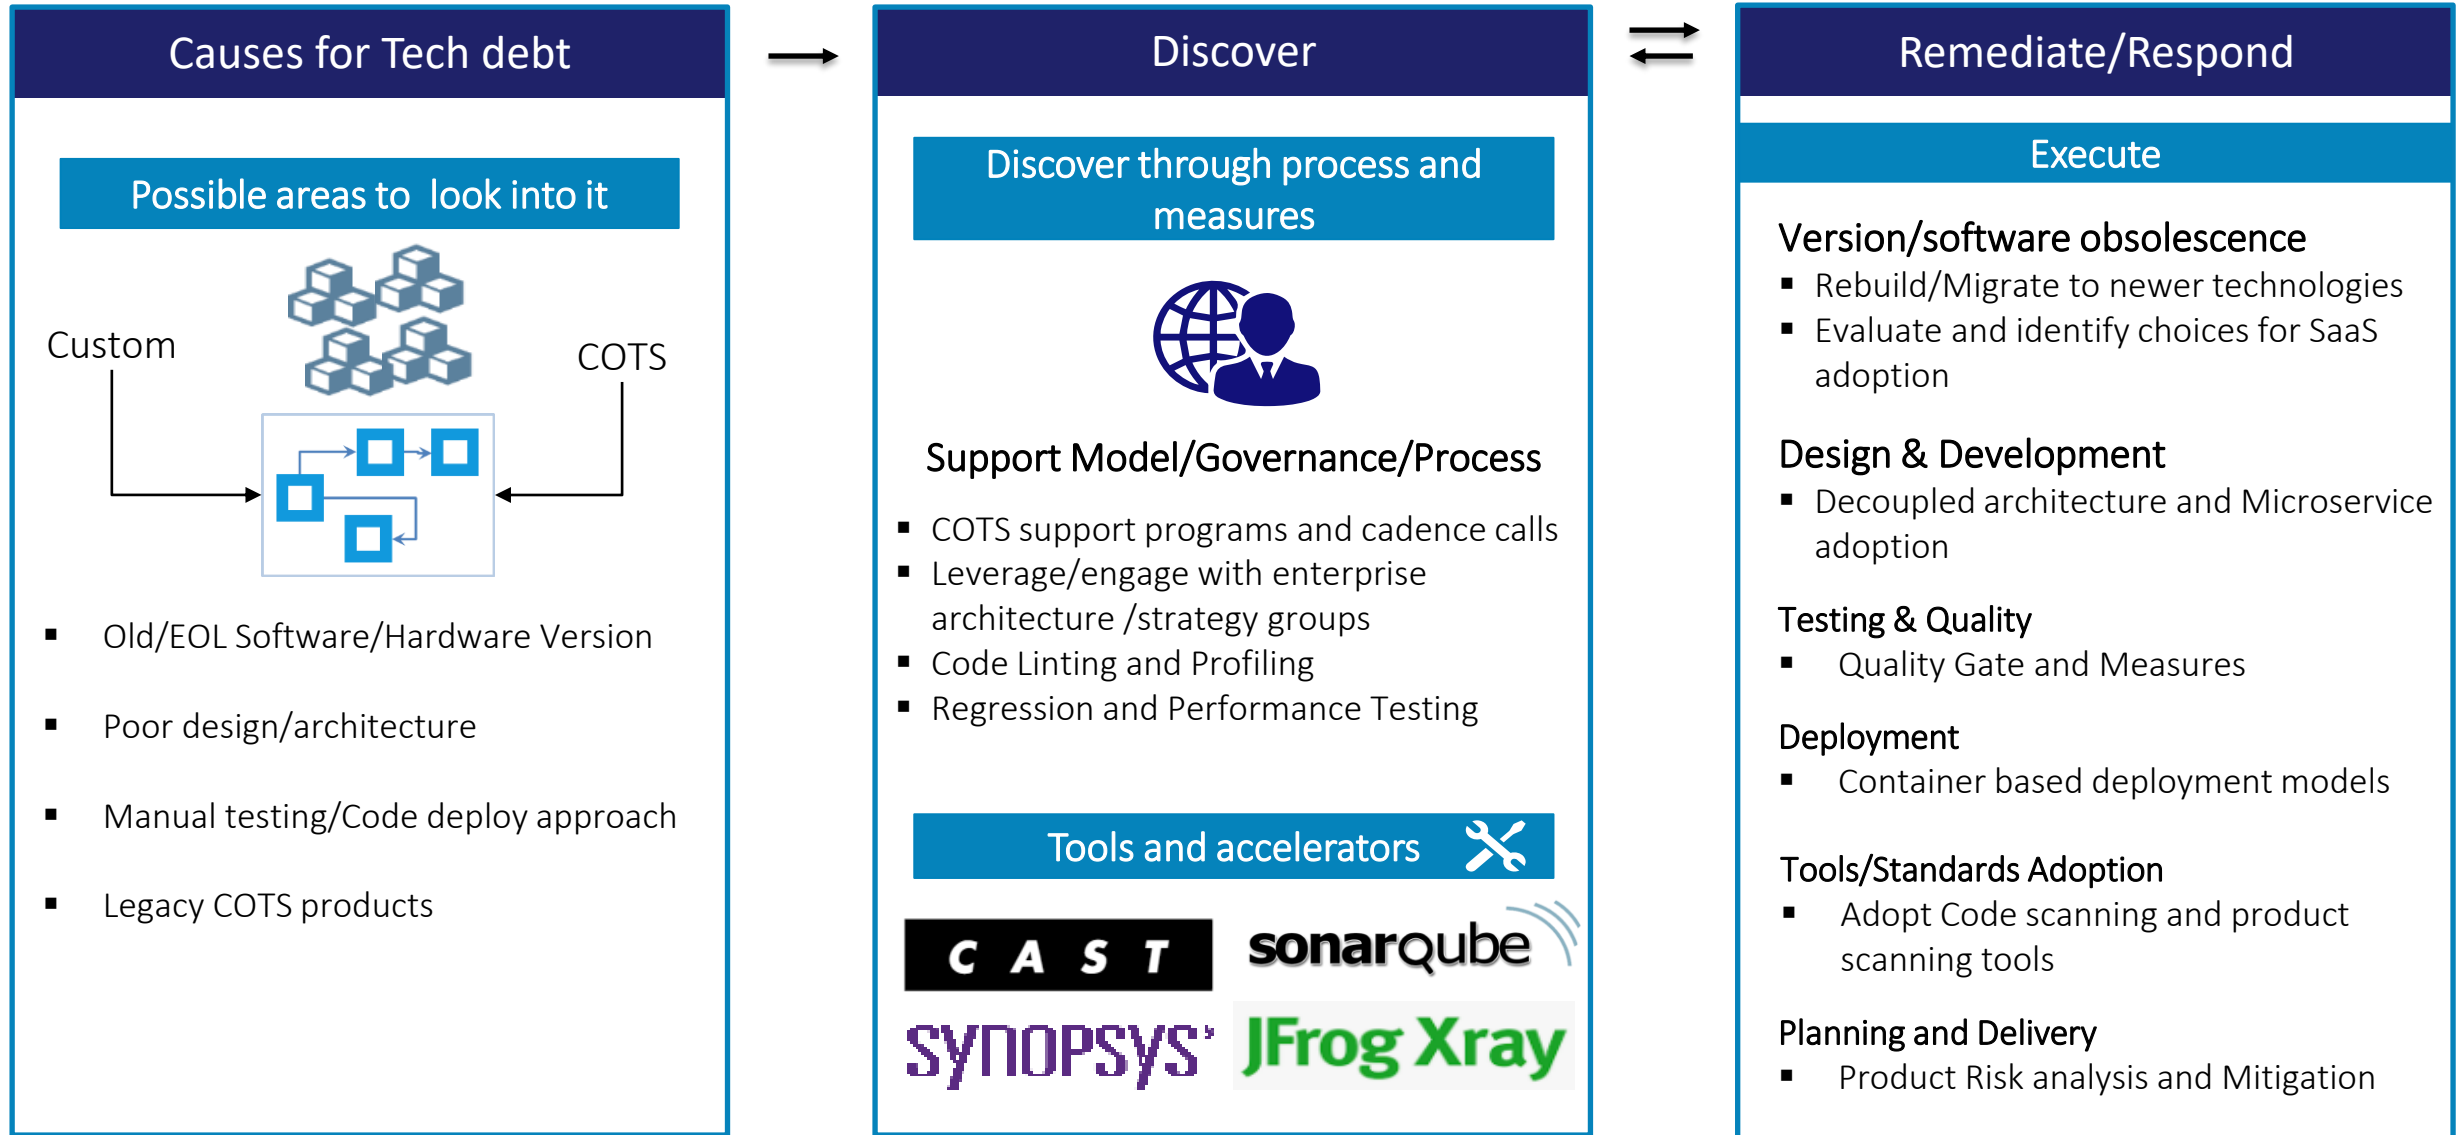 Causes for Tech debt
Possible areas to look into it
Custom
COTS
▪ Old/EOL Software/Hardware Version
▪ Poor design/architecture
▪ Manual testing/Code deploy approach
▪ Legacy COTS products
Discover
Discover through process and
measures
Support Model/Governance/Process
▪ COTS support programs and cadence calls
▪ Leverage/engage with enterprise
architecture /strategy groups
▪ Code Linting and Profiling
▪ Regression and Performance Testing
Tools and accelerators
CAST
sonarqube
SYNOPSYS
JFrog Xray
Remediate/Respond
Execute
Version/software obsolescence
▪ Rebuild/Migrate to newer technologies
▪ Evaluate and identify choices for SaaS
adoption
Design & Development
▪ Decoupled architecture and Microservice
adoption
Testing & Quality
▪ Quality Gate and Measures
Deployment
▪ Container based deployment models
Tools/Standards Adoption
▪ Adopt Code scanning and product
scanning tools
Planning and Delivery
▪ Product Risk analysis and Mitigation